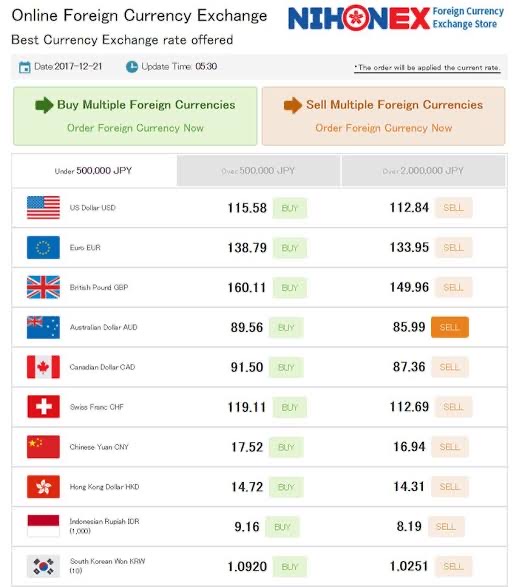 Online Foreign Currency Exchange
NIHONEX Foreign Currency
Exchange Store
Best Currency Exchange rate offered
Date:2017-12-21 Update Time: 05:30 *The order will be applied the current rate.
Buy Multiple Foreign Currencies
Order Foreign Currency Now
Sell Multiple Foreign Currencies
Order Foreign Currency Now
Under 500,000 JPY Over 500,000 JPY Over 2,000,000 JPY
US Dollar USD 115.58 BUY 112.84 SELL
Euro EUR 138.79 BUY 133.95 SELL
British Pound GBP 160.11 BUY 149.96 SELL
Australian Dollar AUD 89.56 BUY 85.99 SELL
Canadian Dollar CAD 91.50 BUY 87.36 SELL
Swiss Franc CHF 119.11 BUY 112.69 SELL
Chinese Yuan CNY 17.52 BUY 16.94 SELL
Hong Kong Dollar HKD 14.72 BUY 14.31 SELL
Indonesian Rupiah IDR
(1,000) 9.16 BUY 8.19 SELL
South Korean Won KRW
(10) 1.0920 BUY 1.0251 SELL